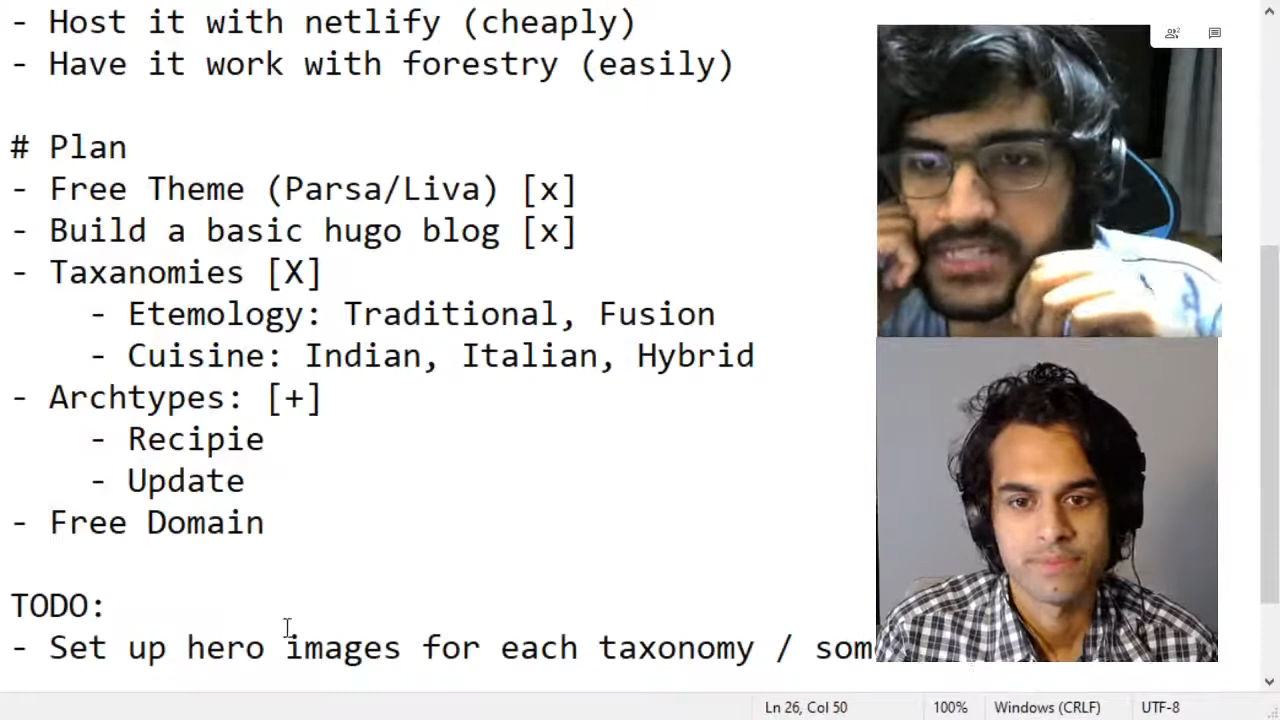 - Host it with netlify (cheaply)
- Have it work with forestry (easily)
# Plan
- Free Theme (Parsa/Liva) [x]
- Build a basic hugo blog [x]
- Taxanomies [X]
- Etemology: Traditional, Fusion
- Cuisine: Indian, Italian, Hybrid
- Archtypes: [+]
- Recipie
- Update
- Free Domain
TODO:
- Set up hero images for each taxonomy / som
Ln 26, Col 50 100% Windows (CRLF) UTF-8